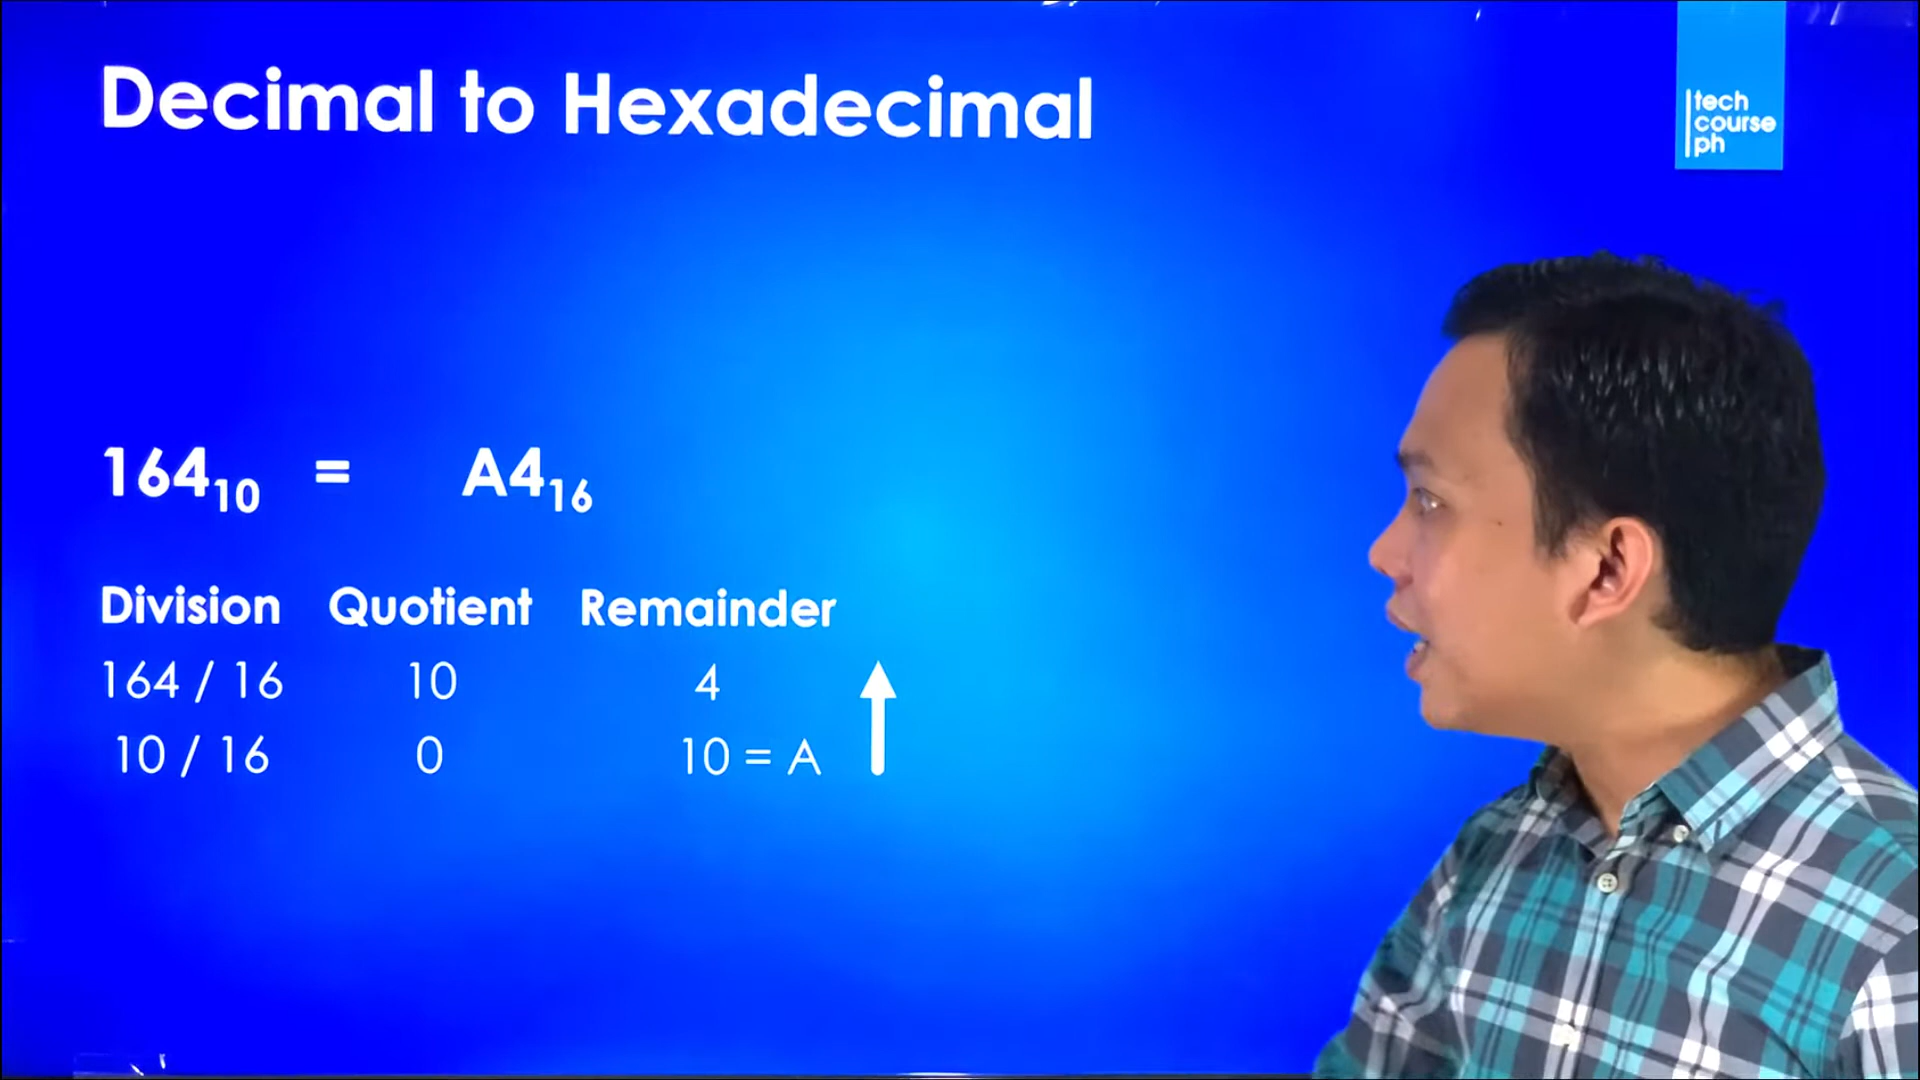 Decimal to Hexadecimal
tech
course
ph
164₁₀ = A4₁₆
Division Quotient Remainder
164 / 16 10 4
10 / 16 0 10 = A